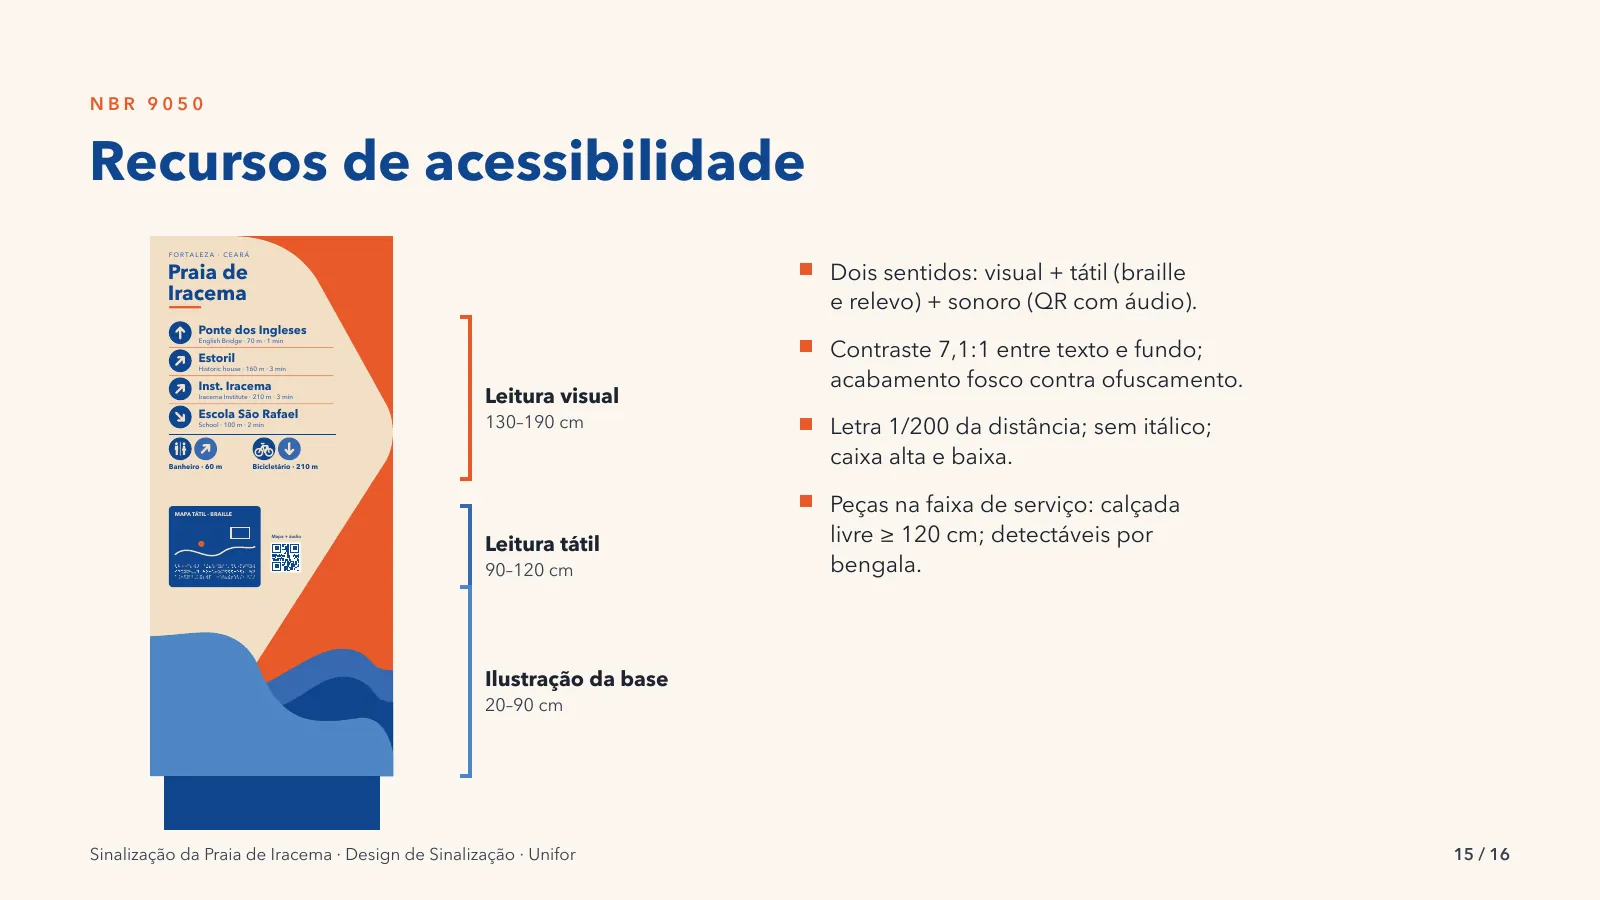 NBR 9050
Recursos de acessibilidade
FORTALEZA · CEARÁ
Praia de
Iracema
Ponte dos Ingleses
English Bridge · 70 m · 1 min
Estoril
Historic house · 160 m · 3 min
Inst. Iracema
Iracema Institute · 210 m · 3 min
Escola São Rafael
School · 100 m · 2 min
Banheiro · 60 m
Bicicletário · 210 m
MAPA TÁTIL · BRAILLE
Mapa + áudio
Leitura visual
130–190 cm
Leitura tátil
90–120 cm
Ilustração da base
20–90 cm
Dois sentidos: visual + tátil (braille
e relevo) + sonoro (QR com áudio).
Contraste 7,1:1 entre texto e fundo;
acabamento fosco contra ofuscamento.
Letra 1/200 da distância; sem itálico;
caixa alta e baixa.
Peças na faixa de serviço: calçada
livre ≥ 120 cm; detectáveis por
bengala.
Sinalização da Praia de Iracema · Design de Sinalização · Unifor
15 / 16